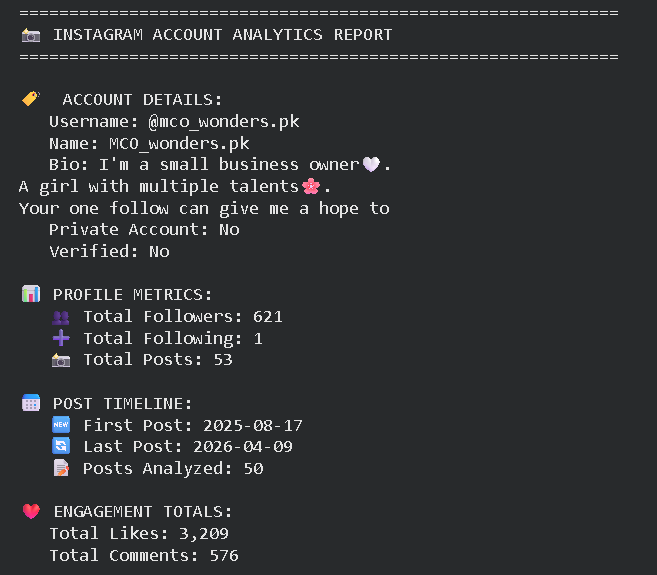 ============================================================
📸 INSTAGRAM ACCOUNT ANALYTICS REPORT
============================================================
🏷️ ACCOUNT DETAILS:
Username: @mco_wonders.pk
Name: MCO_wonders.pk
Bio: I'm a small business owner🤍.
A girl with multiple talents🌸.
Your one follow can give me a hope to
Private Account: No
Verified: No
📊 PROFILE METRICS:
👥 Total Followers: 621
➕ Total Following: 1
📸 Total Posts: 53
📅 POST TIMELINE:
🆕 First Post: 2025-08-17
🔄 Last Post: 2026-04-09
📝 Posts Analyzed: 50
❤️ ENGAGEMENT TOTALS:
Total Likes: 3,209
Total Comments: 576